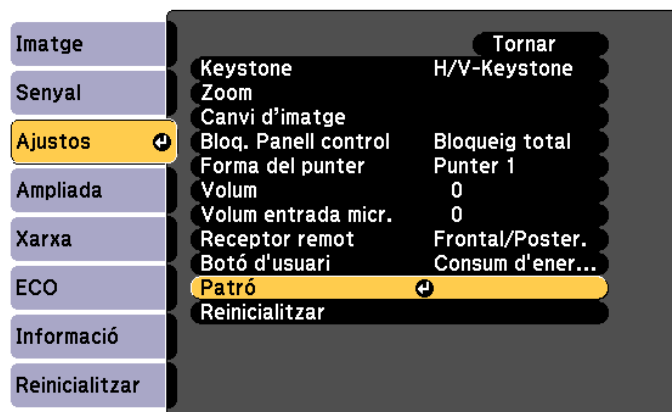 Imatge
Senyal
Ajustos
Ampliada
Xarxa
ECO
Informació
Reinicialitzar
Tornar
Keystone H/V-Keystone
Zoom
Canvi d'imatge
Bloq. Panell control Bloqueig total
Forma del punter Punter 1
Volum 0
Volum entrada micr. 0
Receptor remot Frontal/Poster.
Botó d'usuari Consum d'ener...
Patró
Reinicialitzar